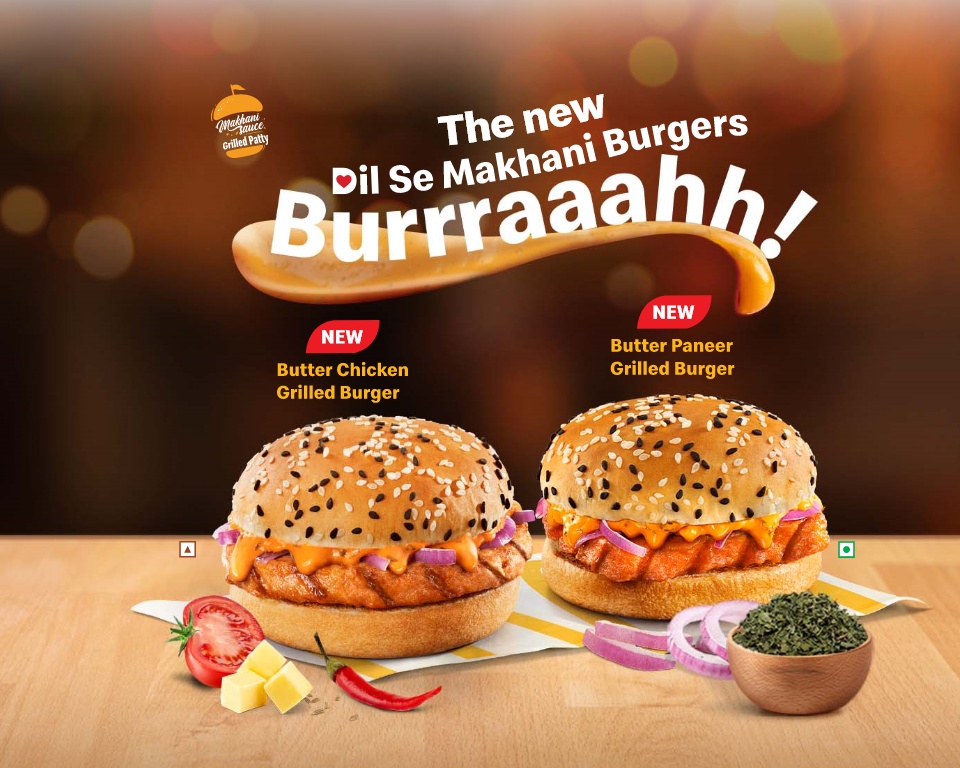 Makhani
sauce
Grilled Patty
The new
Dil Se Makhani Burgers
Burrraaahh!
NEW
Butter Chicken
Grilled Burger
NEW
Butter Paneer
Grilled Burger